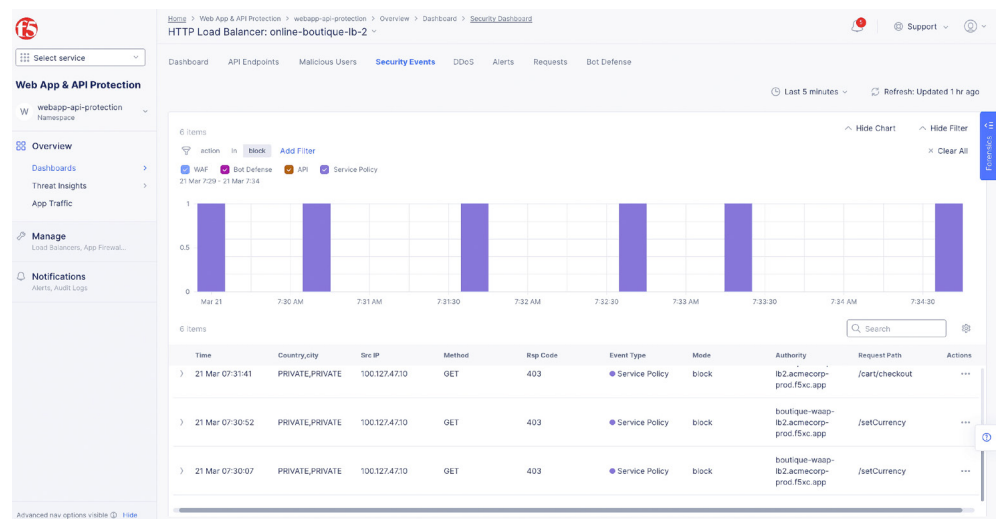 Home > Web App & API Protection > webapp-api-protection > Overview > Dashboard > Security Dashboard
HTTP Load Balancer: online-boutique-lb-2
1
Support
f5
Select service
Web App & API Protection
W
webapp-api-protection
Namespace
Overview
Dashboards
Threat Insights
App Traffic
Manage
Load Balancers, App Firewal...
Notifications
Alerts, Audit Logs
Advanced nav options visible Hide
Dashboard API Endpoints Malicious Users Security Events DDoS Alerts Requests Bot Defense
Last 5 minutes Refresh: Updated 1 hr ago
6 items
Hide Chart Hide Filter
Forensics
action in block Add Filter
Clear All
WAF Bot Defense API Service Policy
21 Mar 7:29 - 21 Mar 7:34
1
0.5
0
Mar 21 7:30 AM 7:31 AM 7:31:30 7:32 AM 7:32:30 7:33 AM 7:33:30 7:34 AM 7:34:30
6 items
Search
Time Country,city Src IP Method Rsp Code Event Type Mode Authority Request Path Actions
21 Mar 07:31:41 PRIVATE,PRIVATE 100.127.47.10 GET 403 Service Policy block lb2.acmecorp-prod.f5xc.app /cart/checkout ...
21 Mar 07:30:52 PRIVATE,PRIVATE 100.127.47.10 GET 403 Service Policy block boutique-waap-lb2.acmecorp-prod.f5xc.app /setCurrency ...
21 Mar 07:30:07 PRIVATE,PRIVATE 100.127.47.10 GET 403 Service Policy block boutique-waap-lb2.acmecorp-prod.f5xc.app /setCurrency ...